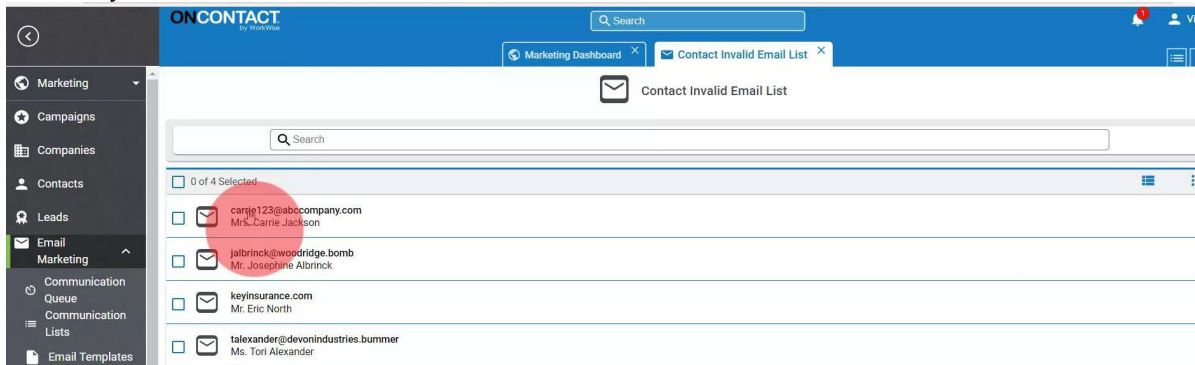 ONCONTACT
by WorkWise
Search
1
Vi
Marketing Dashboard
Contact Invalid Email List
Marketing
Campaigns
Companies
Contacts
Leads
Email
Marketing
Communication
Queue
Communication
Lists
Email Templates
Contact Invalid Email List
Search
0 of 4 Selected
carrie123@abccompany.com
Mrs. Carrie Jackson
jalbrinck@woodridge.bomb
Mr. Josephine Albrinck
keyinsurance.com
Mr. Eric North
talexander@devonindustries.bummer
Ms. Tori Alexander